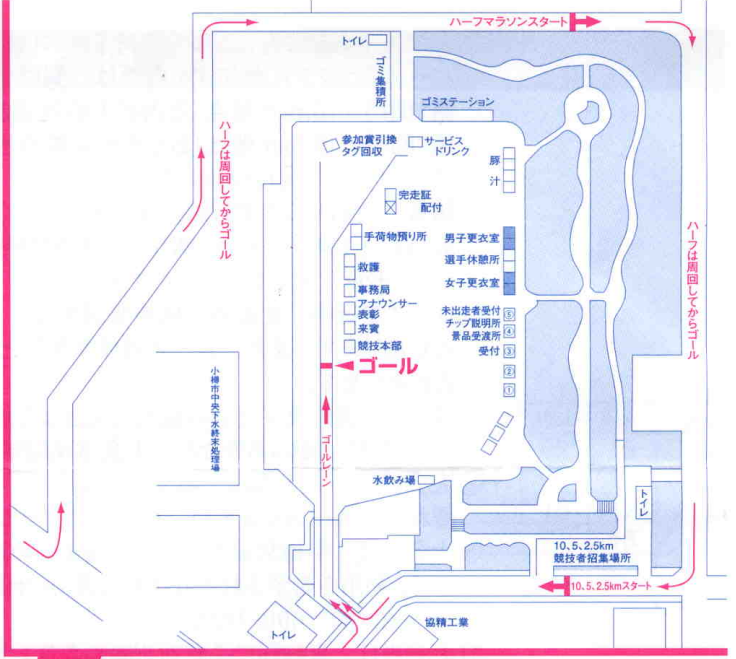 ハーフマラソンスタート
トイレ
ゴミ集積所
ゴミステーション
参加賞引換
タグ回収
サービス
ドリンク
豚
汁
完走証
配付
ハーフは周回してからゴール
手荷物預り所
男子更衣室
選手休憩所
女子更衣室
ハーフは周回してからゴール
救護
事務局
アナウンサー
表彰
来賓
競技本部
未出走者受付
⑤
チップ説明所
景品受渡所
④
受付
③
②
①
ゴール
小樽市中央下水終末処理場
ゴールレーン
水飲み場
トイレ
10、5、2.5km
競技者招集場所
10、5、2.5kmスタート
トイレ
協精工業